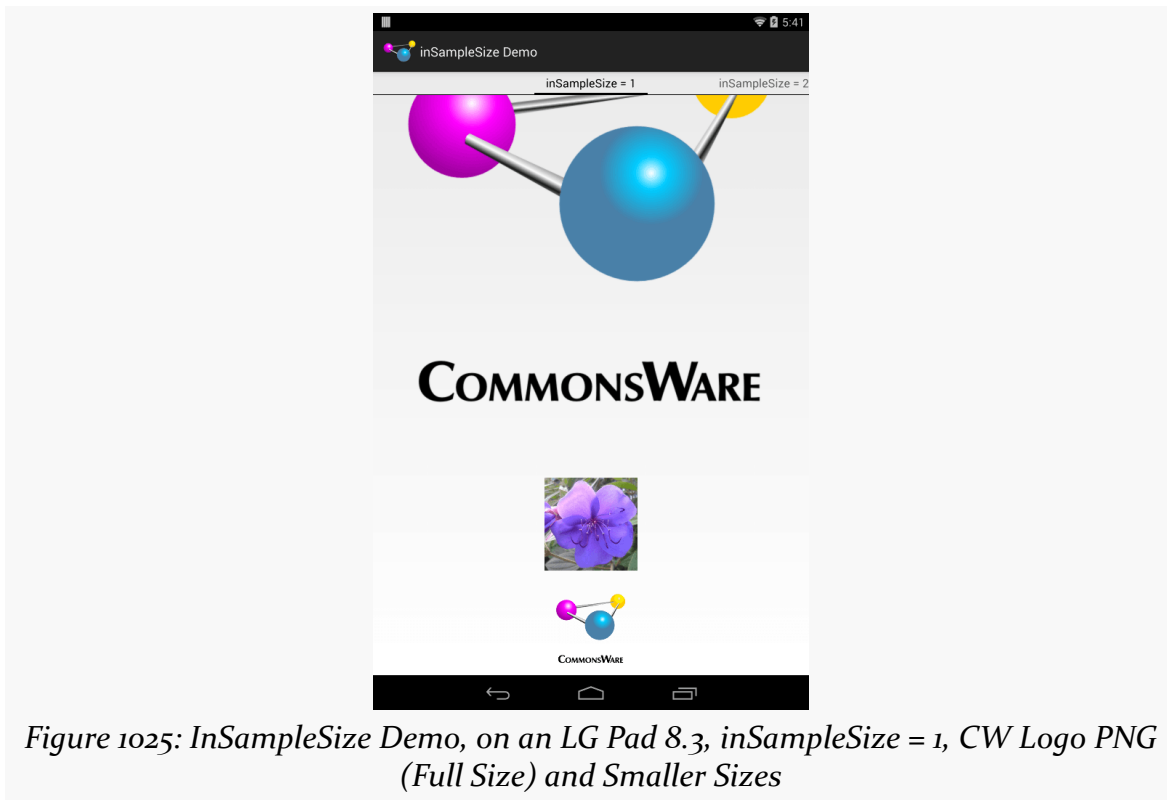 5:41
inSampleSize Demo
inSampleSize = 1 inSampleSize = 2
COMMONSWARE
COMMONSWARE
Figure 1025: InSampleSize Demo, on an LG Pad 8.3, inSampleSize = 1, CW Logo PNG
(Full Size) and Smaller Sizes